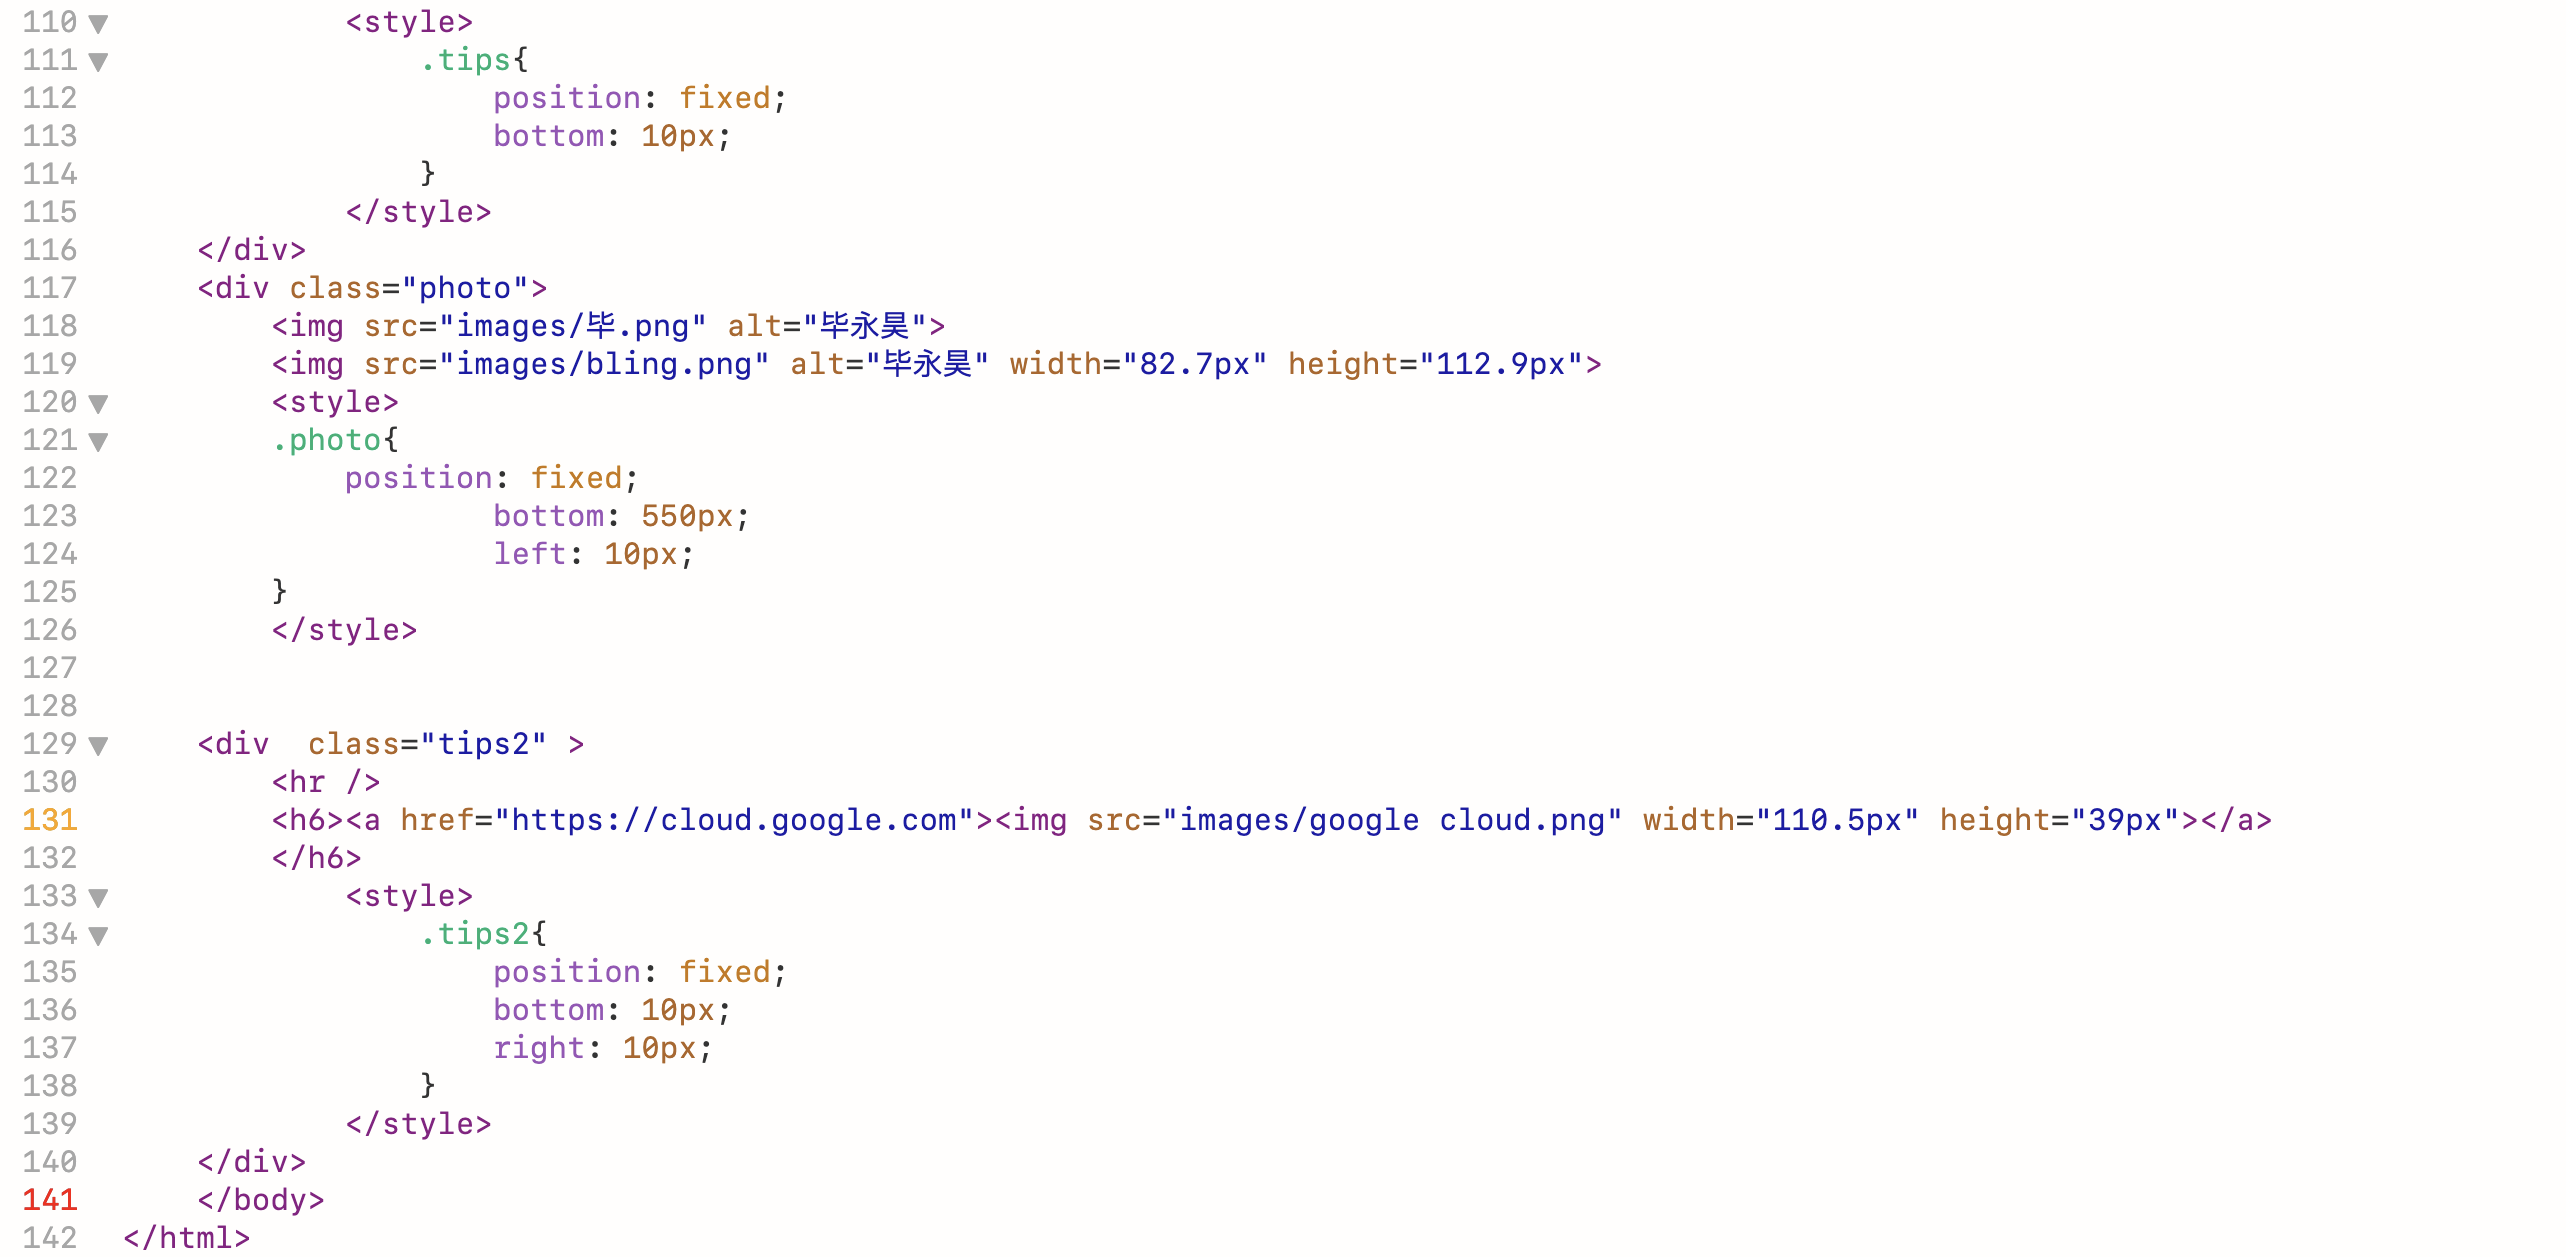 110 ▼ <style>
111 ▼ .tips{
112 position: fixed;
113 bottom: 10px;
114 }
115 </style>
116 </div>
117 <div class="photo">
118 <img src="images/毕.png" alt="毕永昊">
119 <img src="images/bling.png" alt="毕永昊" width="82.7px" height="112.9px">
120 ▼ <style>
121 ▼ .photo{
122 position: fixed;
123 bottom: 550px;
124 left: 10px;
125 }
126 </style>
127
128
129 ▼ <div  class="tips2" >
130 <hr />
131 <h6><a href="https://cloud.google.com"><img src="images/google cloud.png" width="110.5px" height="39px"></a>
132 </h6>
133 ▼ <style>
134 ▼ .tips2{
135 position: fixed;
136 bottom: 10px;
137 right: 10px;
138 }
139 </style>
140 </div>
141 </body>
142 </html>